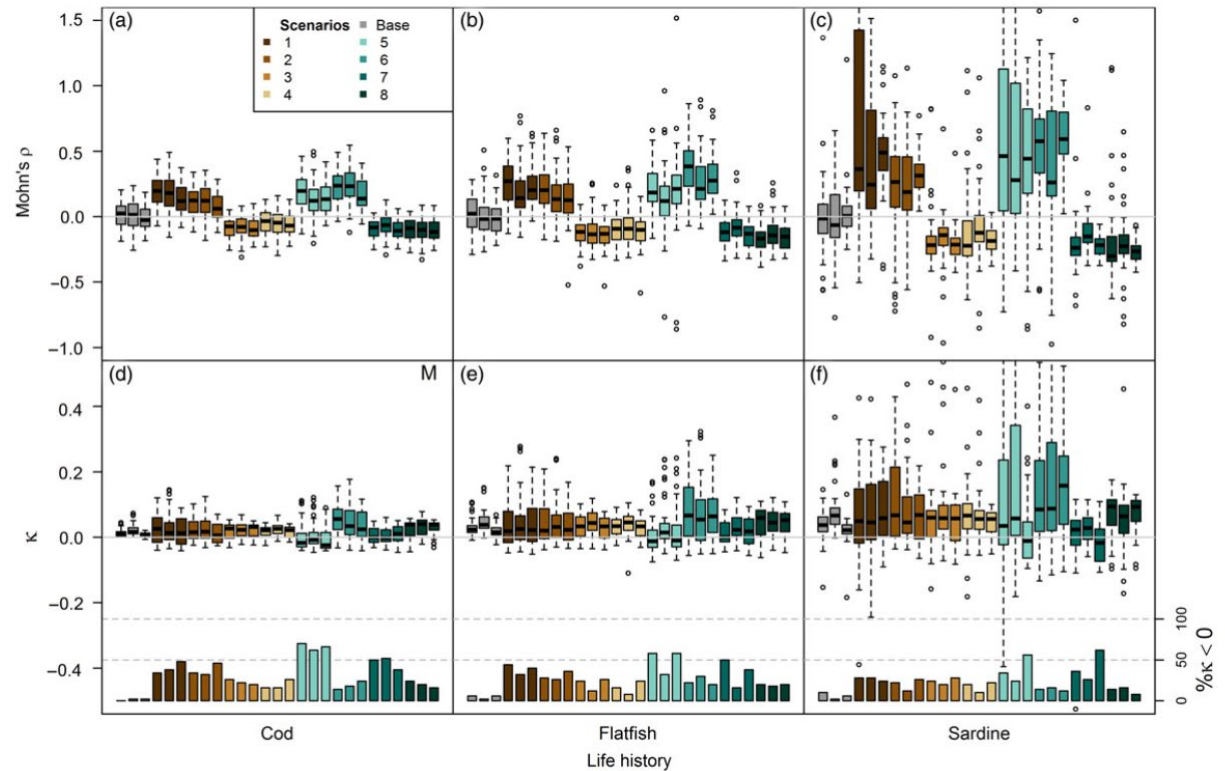 (a)
Scenarios Base
1 5
2 6
3 7
4 8
(b)
(c)
1.5
1.0
0.5
0.0
−0.5
−1.0
Mohn's ρ
(d)
M
(e)
(f)
0.4
0.2
0.0
−0.2
−0.4
κ
100
50
0
%κ < 0
Cod
Flatfish
Sardine
Life history